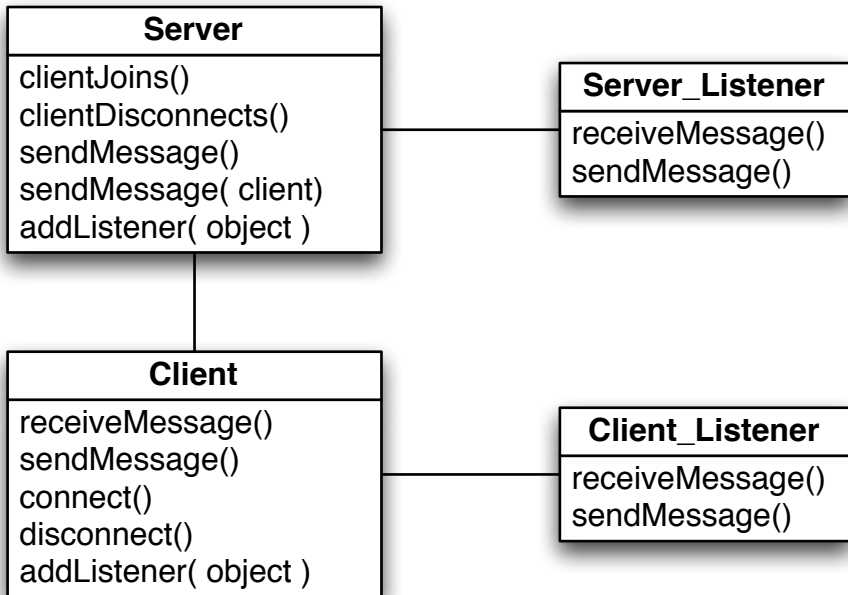 Server
clientJoins()
clientDisconnects()
sendMessage()
sendMessage( client)
addListener( object )
Server_Listener
receiveMessage()
sendMessage()
Client
receiveMessage()
sendMessage()
connect()
disconnect()
addListener( object )
Client_Listener
receiveMessage()
sendMessage()